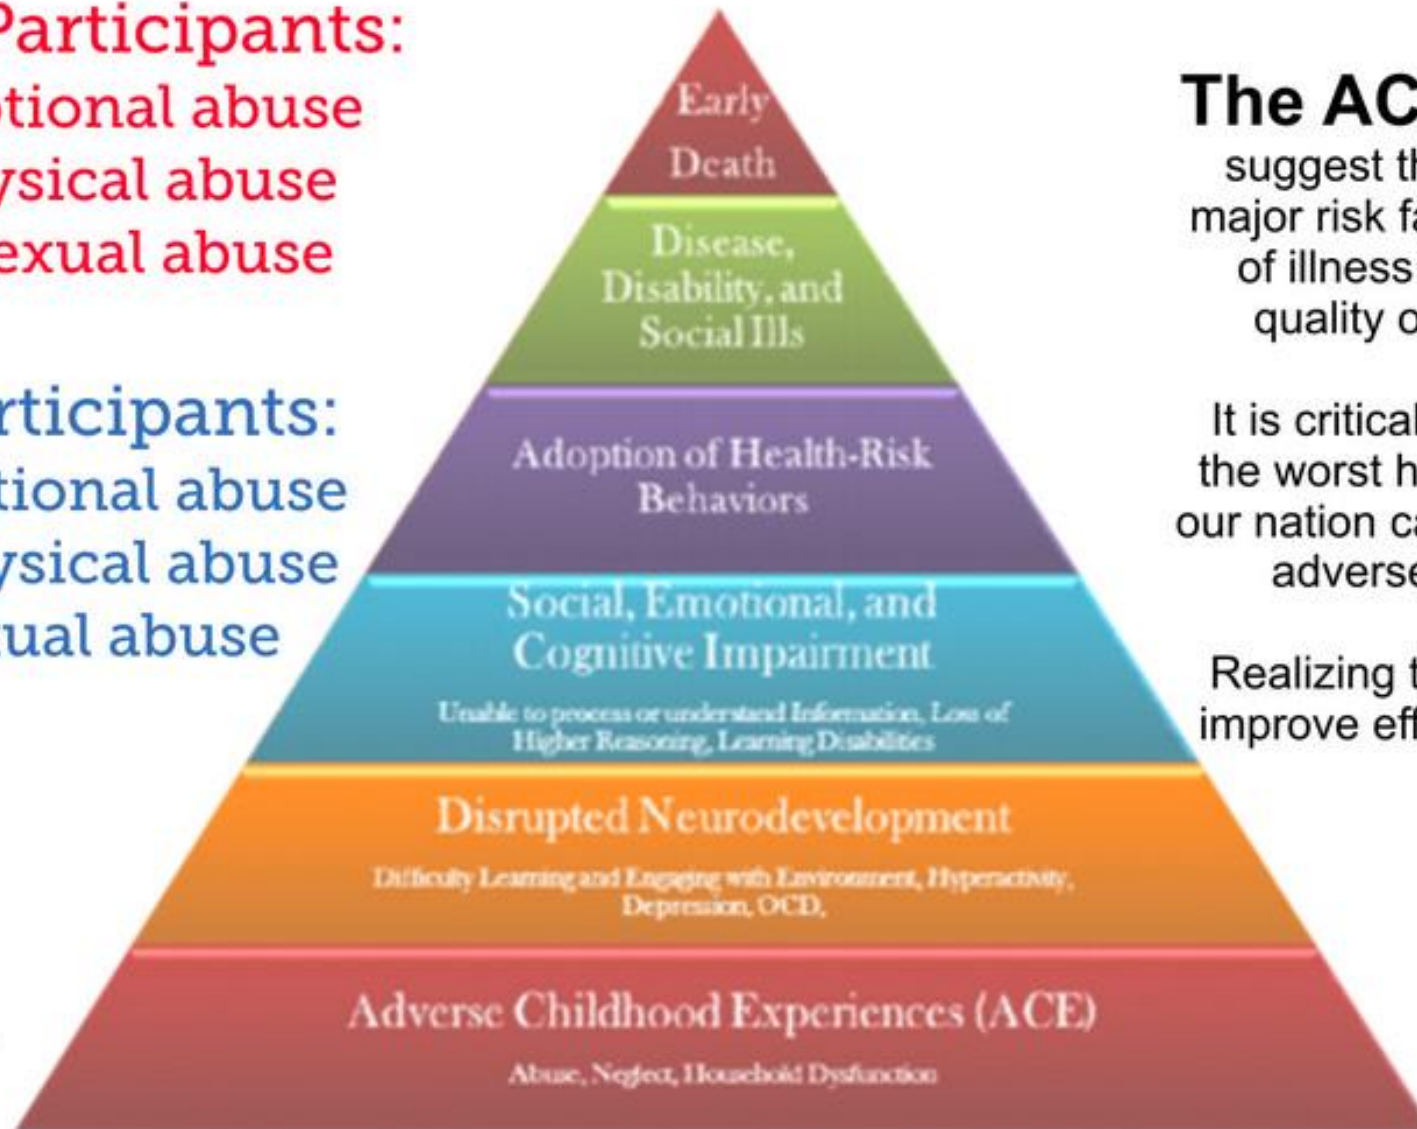 Participants:
otional abuse
ysical abuse
exual abuse
rticipants:
tional abuse
ysical abuse
ual abuse
Early
Death
Disease,
Disability, and
Social Ills
Adoption of Health-Risk
Behaviors
Social, Emotional, and
Cognitive Impairment
Unable to process or understand Information, Loss of
Higher Reasoning, Learning Disabilities
Disrupted Neurodevelopment
Difficulty Learning and Engaging with Environment, Hyperactivity,
Depression, OCD,
Adverse Childhood Experiences (ACE)
Abuse, Neglect, Household Dysfunction
The AC
suggest th
major risk fa
of illness
quality o
It is critical
the worst h
our nation ca
adverse
Realizing t
improve eff